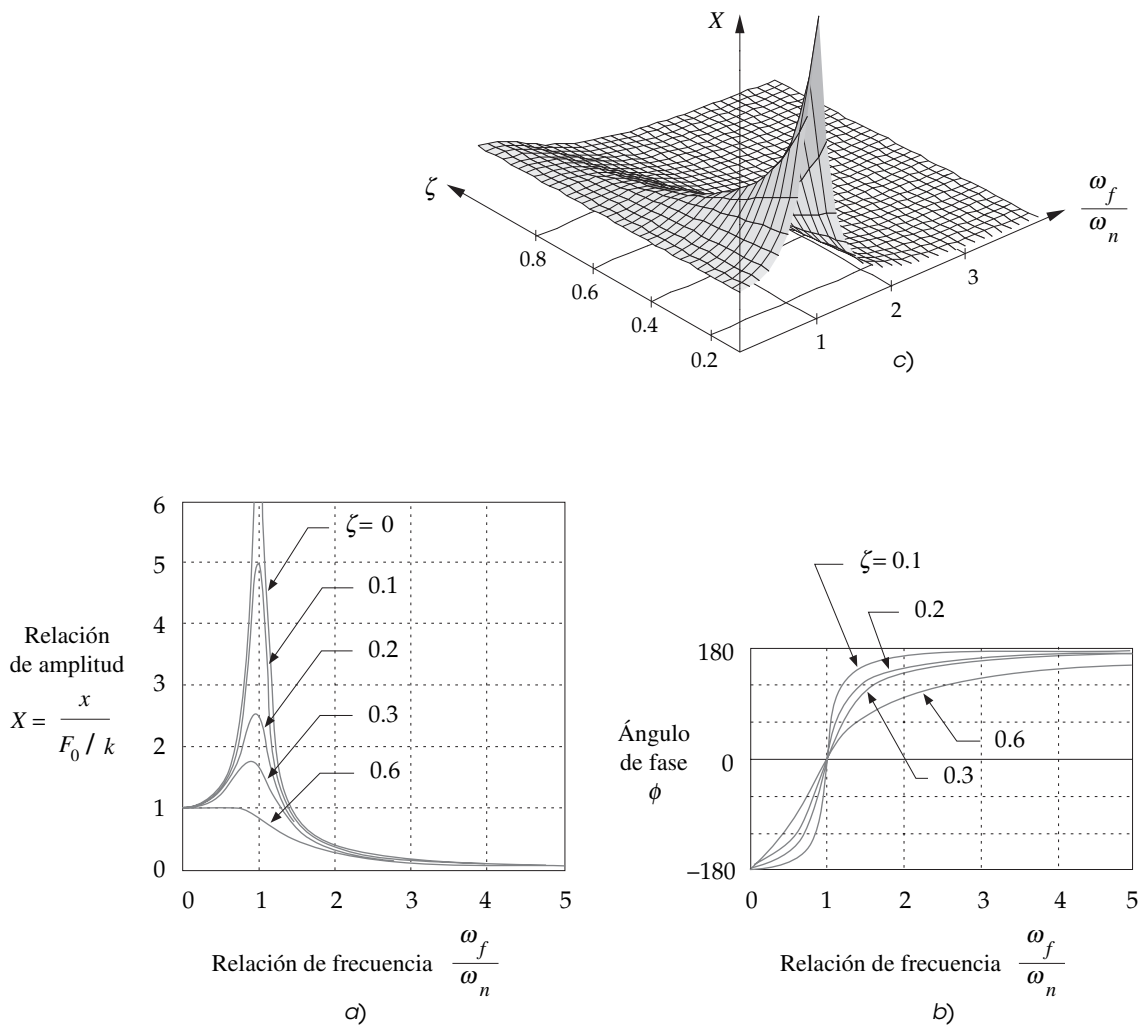 X
ζ
ω_f
ω_n
0.8
0.6
0.4
0.2
1
2
3
c)
6
5
4
3
2
1
0
ζ= 0
0.1
0.2
0.3
0.6
Relación
de amplitud
X = x
F_0 / k
0 1 2 3 4 5
Relación de frecuencia ω_f
ω_n
a)
ζ= 0.1
0.2
0.6
0.3
180
0
−180
Ángulo
de fase
ϕ
0 1 2 3 4 5
Relación de frecuencia ω_f
ω_n
b)